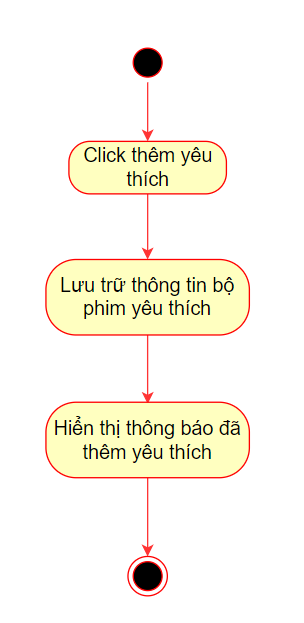 Click thêm yêu
thích
Lưu trữ thông tin bộ
phim yêu thích
Hiển thị thông báo đã
thêm yêu thích